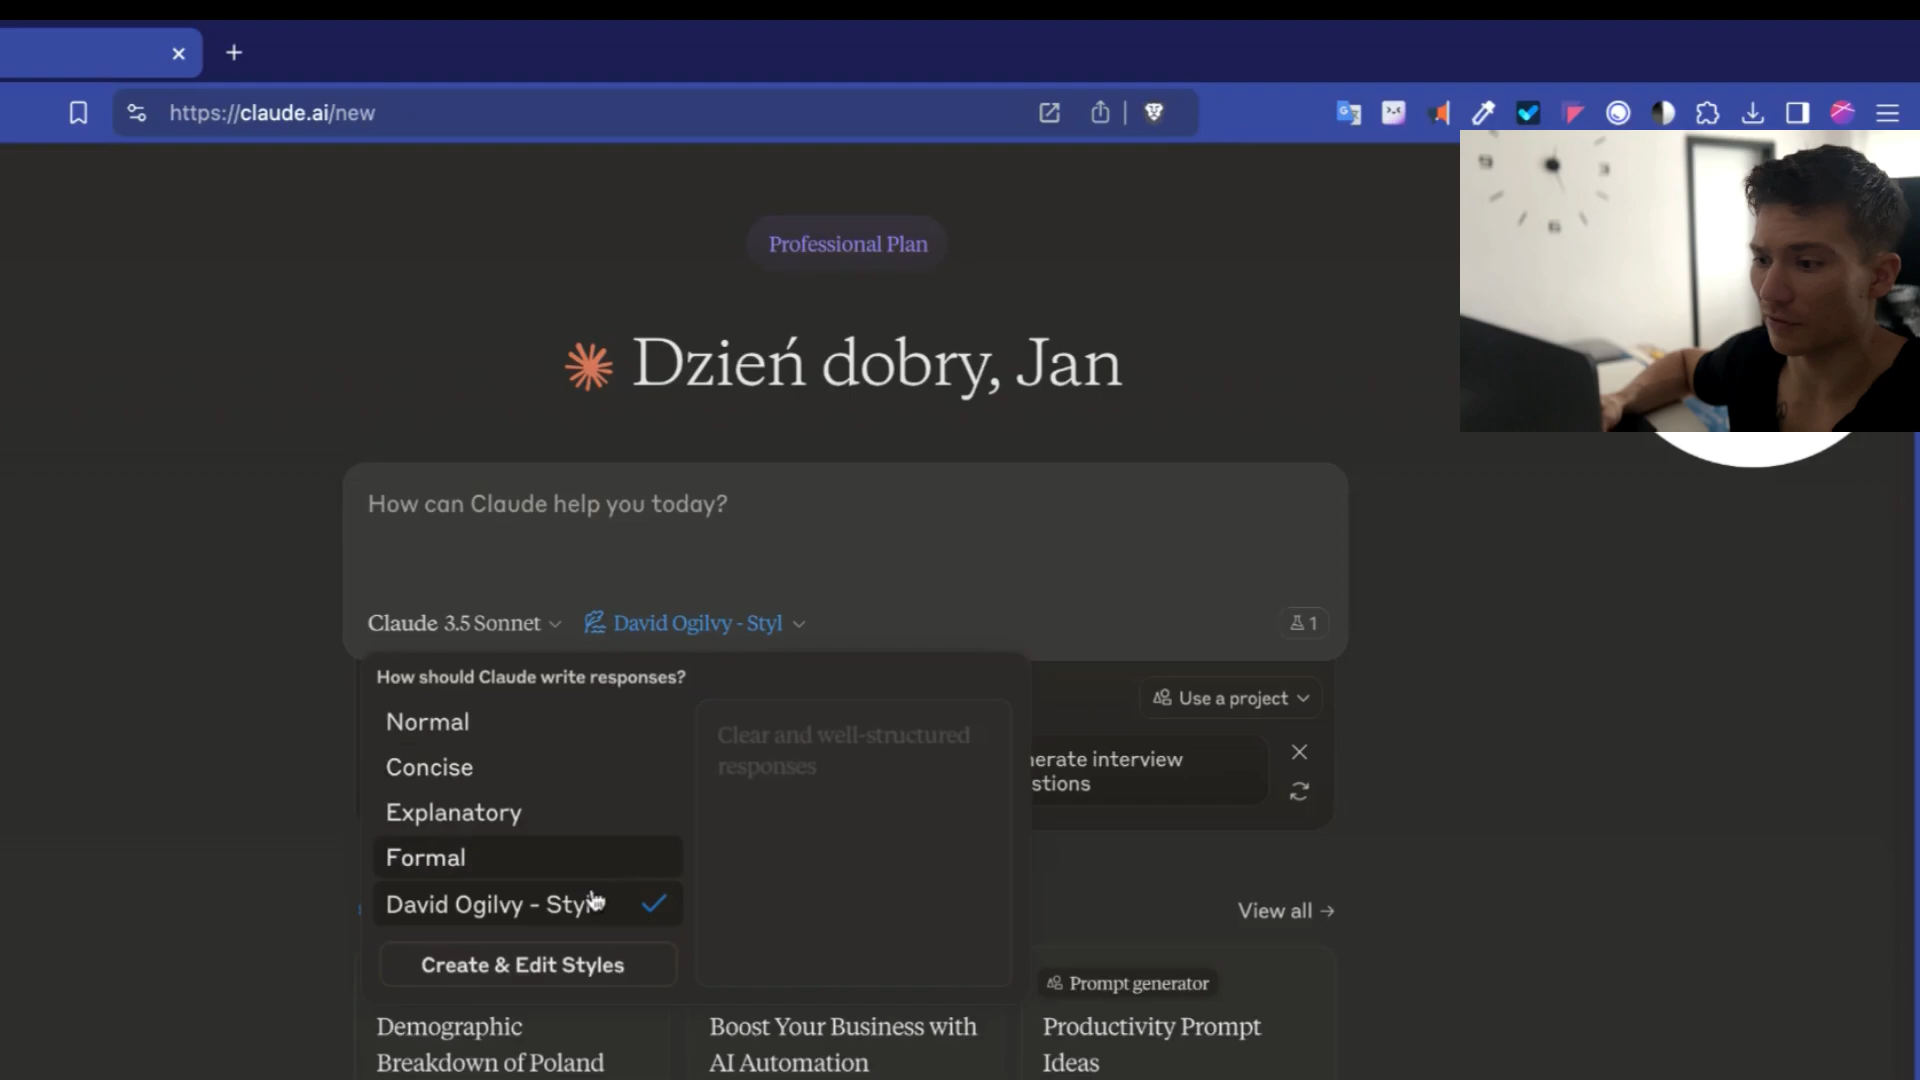 https://claude.ai/new
Professional Plan
Dzień dobry, Jan
How can Claude help you today?
Claude 3.5 Sonnet
David Ogilvy - Styl
1
How should Claude write responses?
Normal
Concise
Explanatory
Formal
David Ogilvy - Styl
Create & Edit Styles
Clear and well-structured
responses
Use a project
nerate interview
stions
View all →
Prompt generator
Demographic
Breakdown of Poland
Boost Your Business with
AI Automation
Productivity Prompt
Ideas